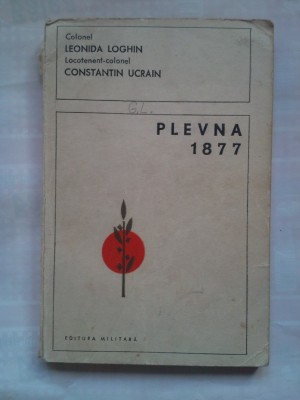 Colonel
LEONIDA LOGHIN
Locotenent-colonel
CONSTANTIN UCRAIN
G.L.
PLEVNA
1877
EDITURA MILITARĂ